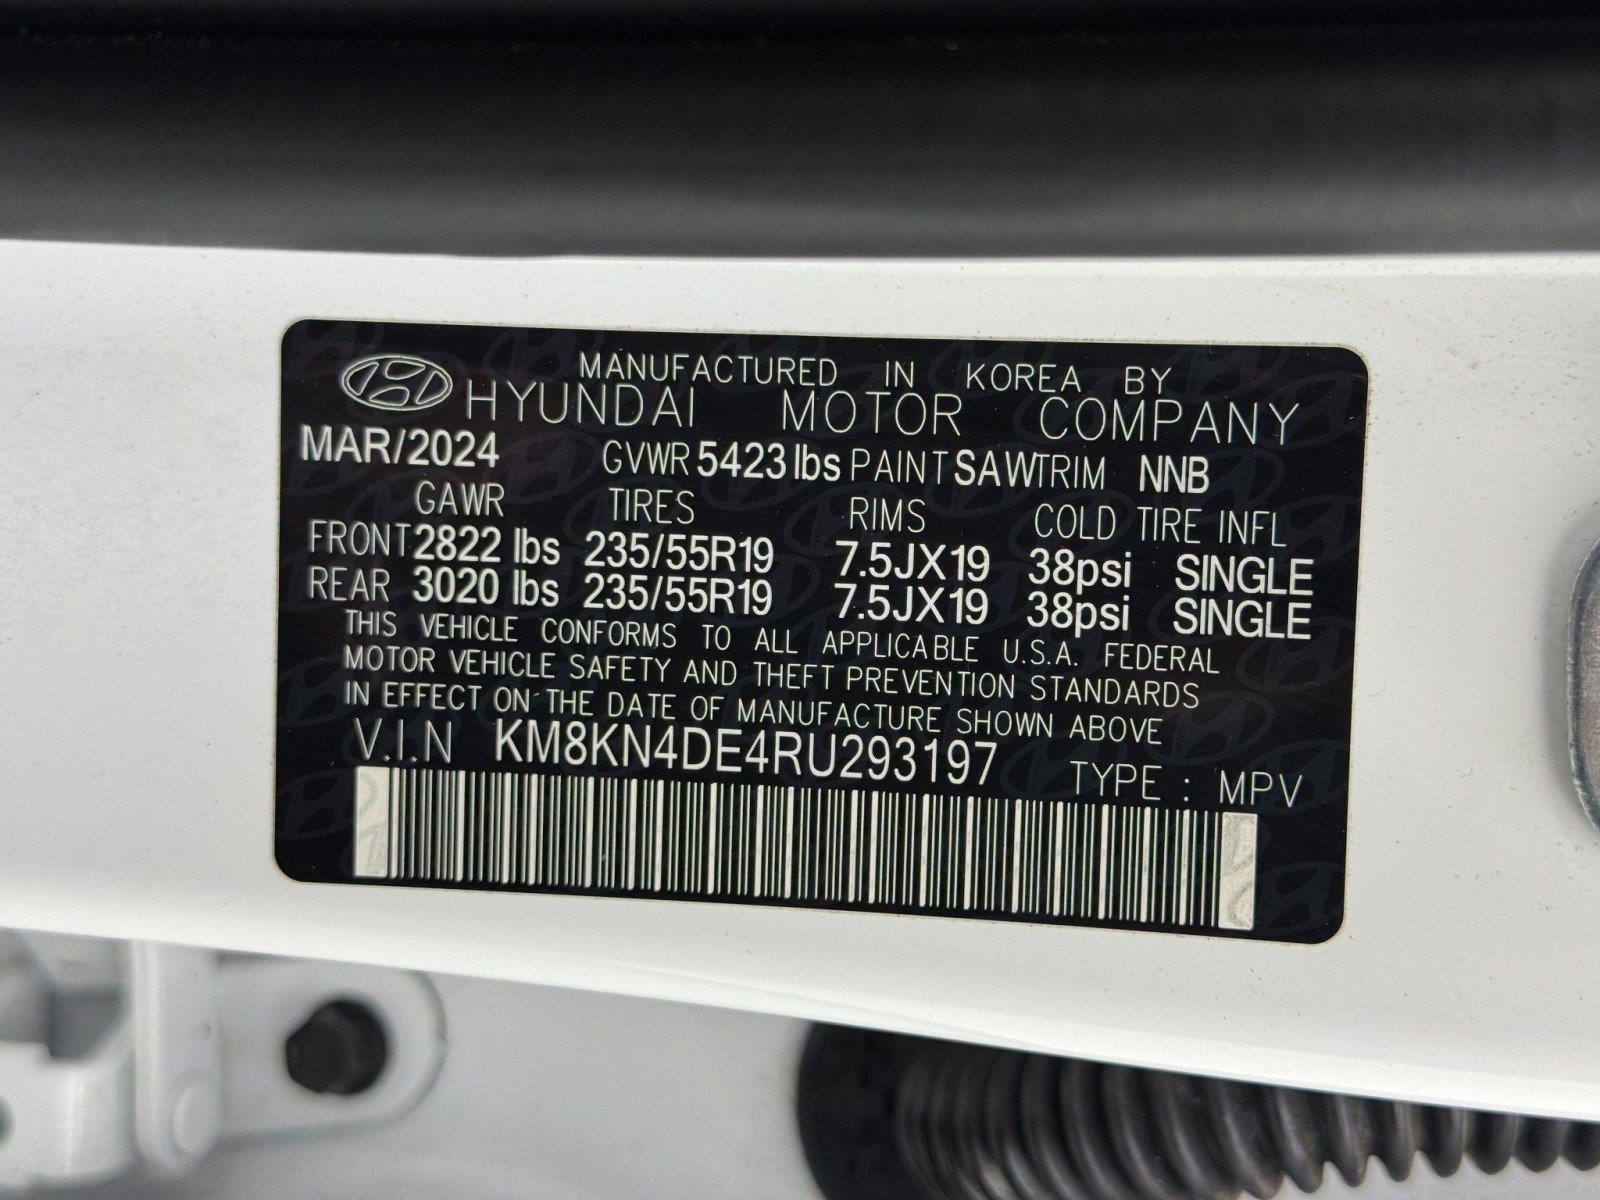 MANUFACTURED IN KOREA BY
HYUNDAI MOTOR COMPANY
MAR/2024 GVWR 5423 lbs PAINT SAW TRIM NNB
GAWR TIRES RIMS COLD TIRE INFL
FRONT 2822 lbs 235/55R19 7.5JX19 38psi SINGLE
REAR 3020 lbs 235/55R19 7.5JX19 38psi SINGLE
THIS VEHICLE CONFORMS TO ALL APPLICABLE U.S.A. FEDERAL
MOTOR VEHICLE SAFETY AND THEFT PREVENTION STANDARDS
IN EFFECT ON THE DATE OF MANUFACTURE SHOWN ABOVE
V.I.N KM8KN4DE4RU293197 TYPE : MPV